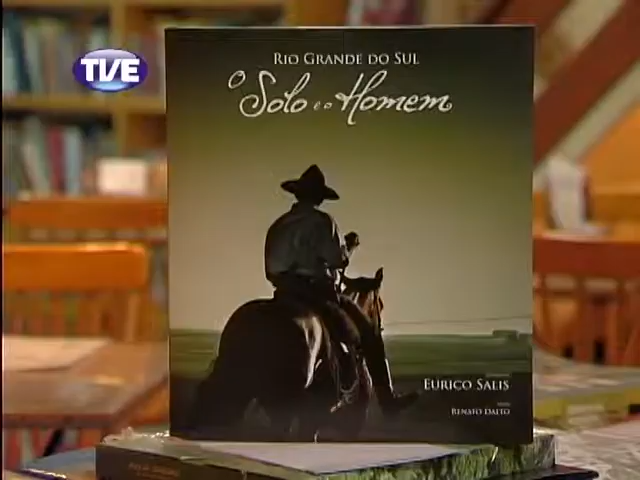 TVE
RIO GRANDE DO SUL
O Solo e o Homem
EURICO SALIS
RENATO DALTO